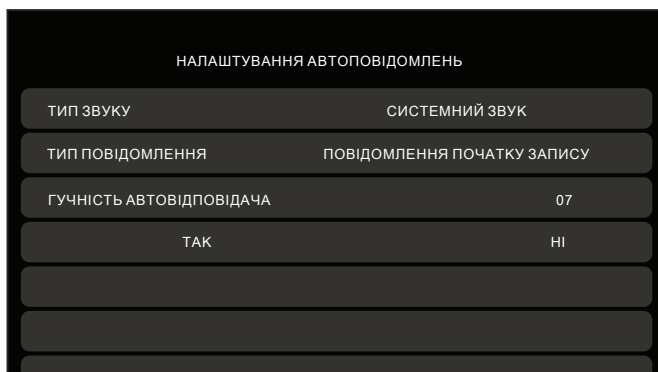 НАЛАШТУВАННЯ АВТОПОВІДОМЛЕНЬ
ТИП ЗВУКУ СИСТЕМНИЙ ЗВУК
ТИП ПОВІДОМЛЕННЯ ПОВІДОМЛЕННЯ ПОЧАТКУ ЗАПИСУ
ГУЧНІСТЬ АВТОВІДПОВІДАЧА 07
ТАК НІ